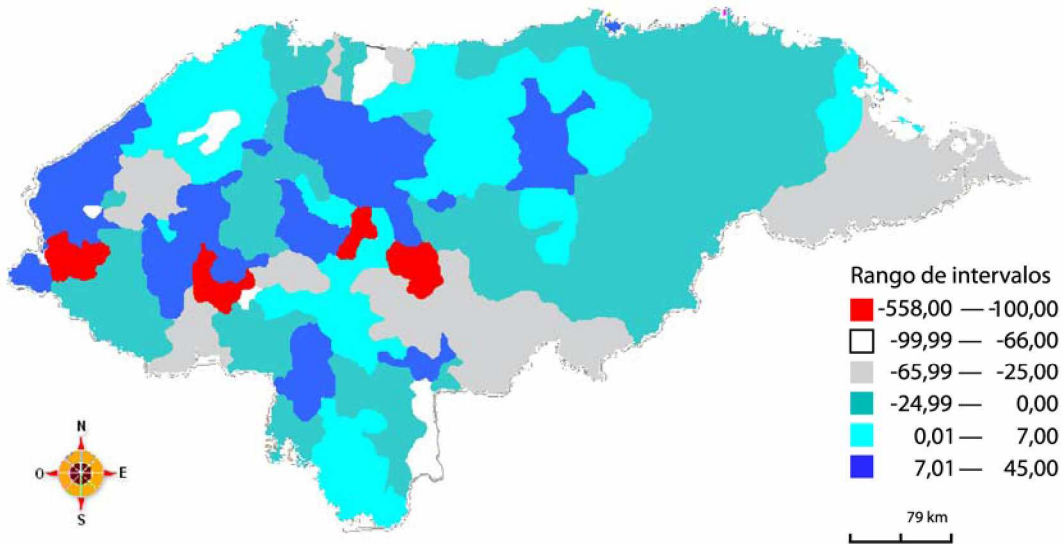 Rango de intervalos
-558,00 — -100,00
-99,99 — -66,00
-65,99 — -25,00
-24,99 — 0,00
0,01 — 7,00
7,01 — 45,00
N
O E
S
79 km